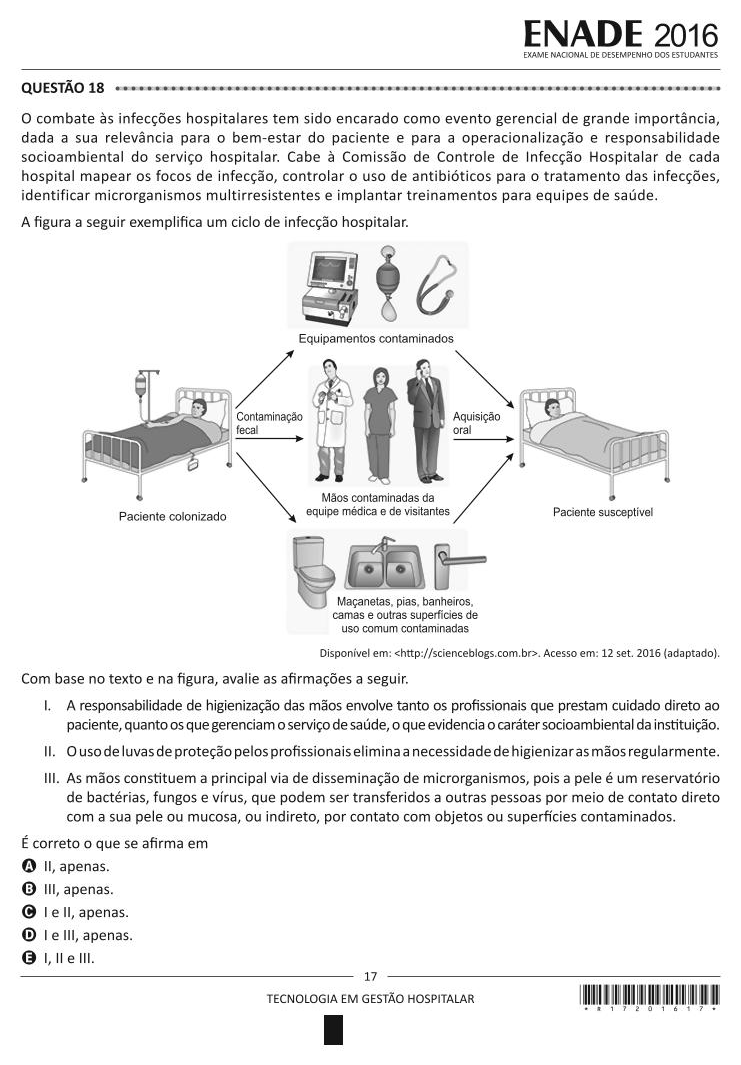 ENADE 2016
EXAME NACIONAL DE DESEMPENHO DOS ESTUDANTES
QUESTÃO 18
O combate às infecções hospitalares tem sido encarado como evento gerencial de grande importância,
dada a sua relevância para o bem-estar do paciente e para a operacionalização e responsabilidade
socioambiental do serviço hospitalar. Cabe à Comissão de Controle de Infecção Hospitalar de cada
hospital mapear os focos de infecção, controlar o uso de antibióticos para o tratamento das infecções,
identificar microrganismos multirresistentes e implantar treinamentos para equipes de saúde.
A figura a seguir exemplifica um ciclo de infecção hospitalar.
Equipamentos contaminados
Contaminação
fecal
Aquisição
oral
Mãos contaminadas da
equipe médica e de visitantes
Paciente colonizado
Paciente susceptível
Maçanetas, pias, banheiros,
camas e outras superfícies de
uso comum contaminadas
Disponível em: <http://scienceblogs.com.br>. Acesso em: 12 set. 2016 (adaptado).
Com base no texto e na figura, avalie as afirmações a seguir.
I. A responsabilidade de higienização das mãos envolve tanto os profissionais que prestam cuidado direto ao
paciente, quanto os que gerenciam o serviço de saúde, o que evidencia o caráter socioambiental da instituição.
II. O uso de luvas de proteção pelos profissionais elimina a necessidade de higienizar as mãos regularmente.
III. As mãos constituem a principal via de disseminação de microrganismos, pois a pele é um reservatório
de bactérias, fungos e vírus, que podem ser transferidos a outras pessoas por meio de contato direto
com a sua pele ou mucosa, ou indireto, por contato com objetos ou superfícies contaminados.
É correto o que se afirma em
A II, apenas.
B III, apenas.
C I e II, apenas.
D I e III, apenas.
E I, II e III.
17
TECNOLOGIA EM GESTÃO HOSPITALAR
* R 1 7 2 0 1 6 1 7 *